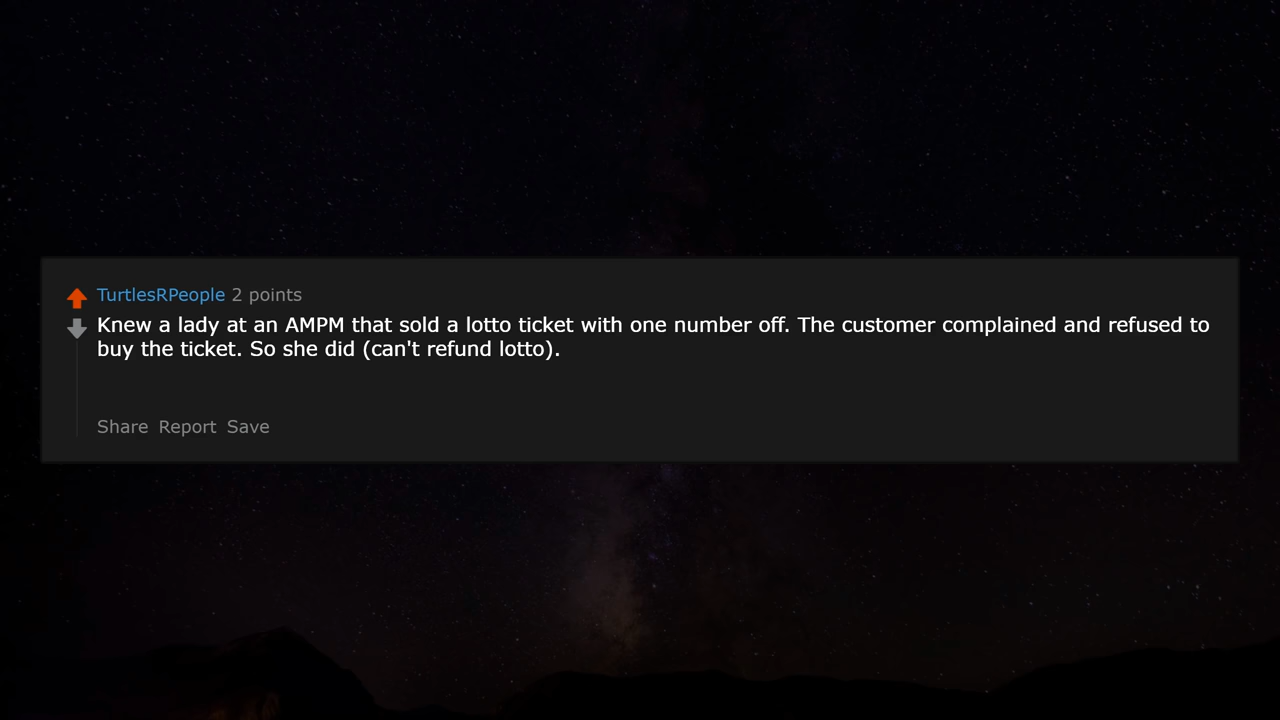 TurtlesRPeople 2 points
Knew a lady at an AMPM that sold a lotto ticket with one number off. The customer complained and refused to
buy the ticket. So she did (can't refund lotto).
Share Report Save